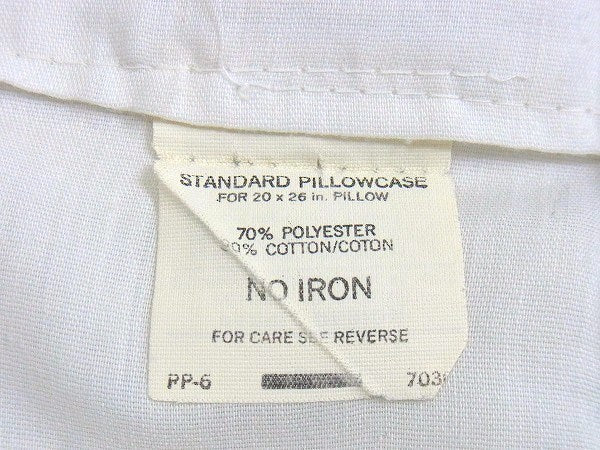 STANDARD PILLOWCASE
FOR 20 x 26 in. PILLOW
70% POLYESTER
30% COTTON/COTON
NO IRON
FOR CARE SEE REVERSE
PP-6 703